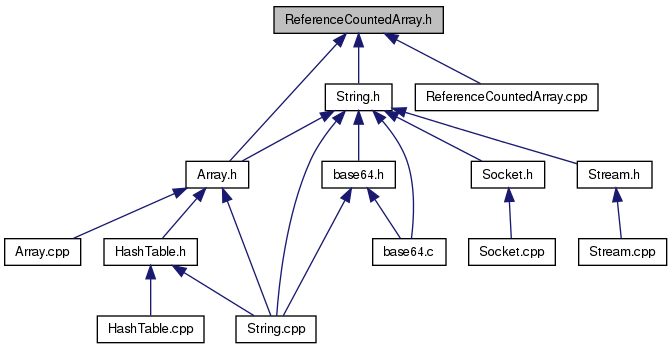 ReferenceCountedArray.h
String.h
ReferenceCountedArray.cpp
Array.h
base64.h
Socket.h
Stream.h
Array.cpp
HashTable.h
base64.c
Socket.cpp
Stream.cpp
HashTable.cpp
String.cpp